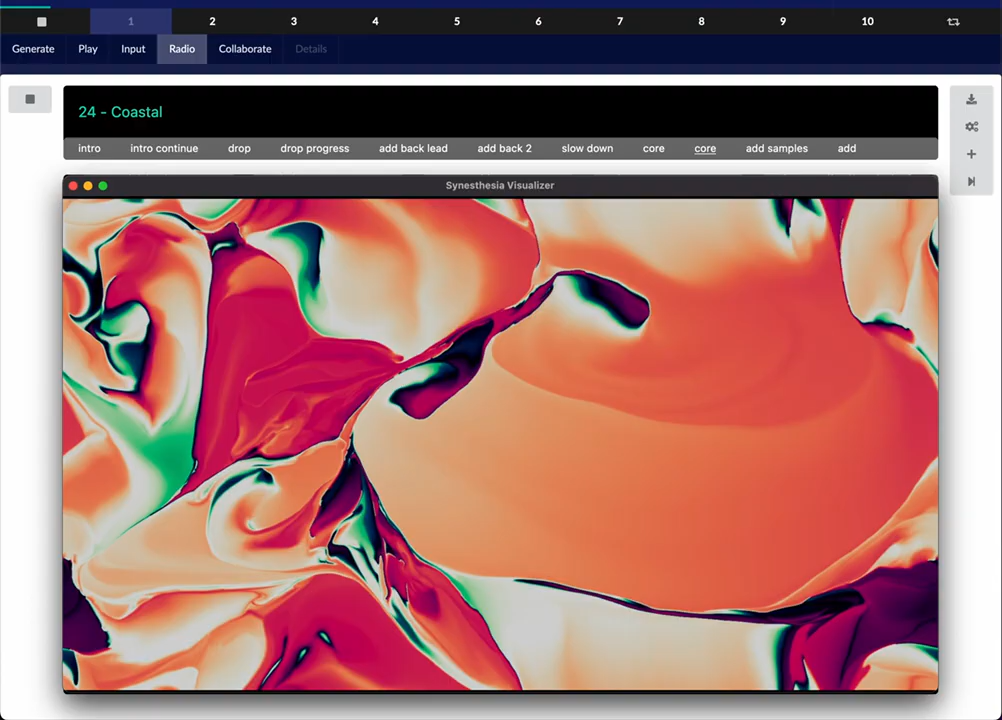 1 2 3 4 5 6 7 8 9 10
Generate Play Input Radio Collaborate Details
24 - Coastal
intro intro continue drop drop progress add back lead add back 2 slow down core core add samples add
Synesthesia Visualizer